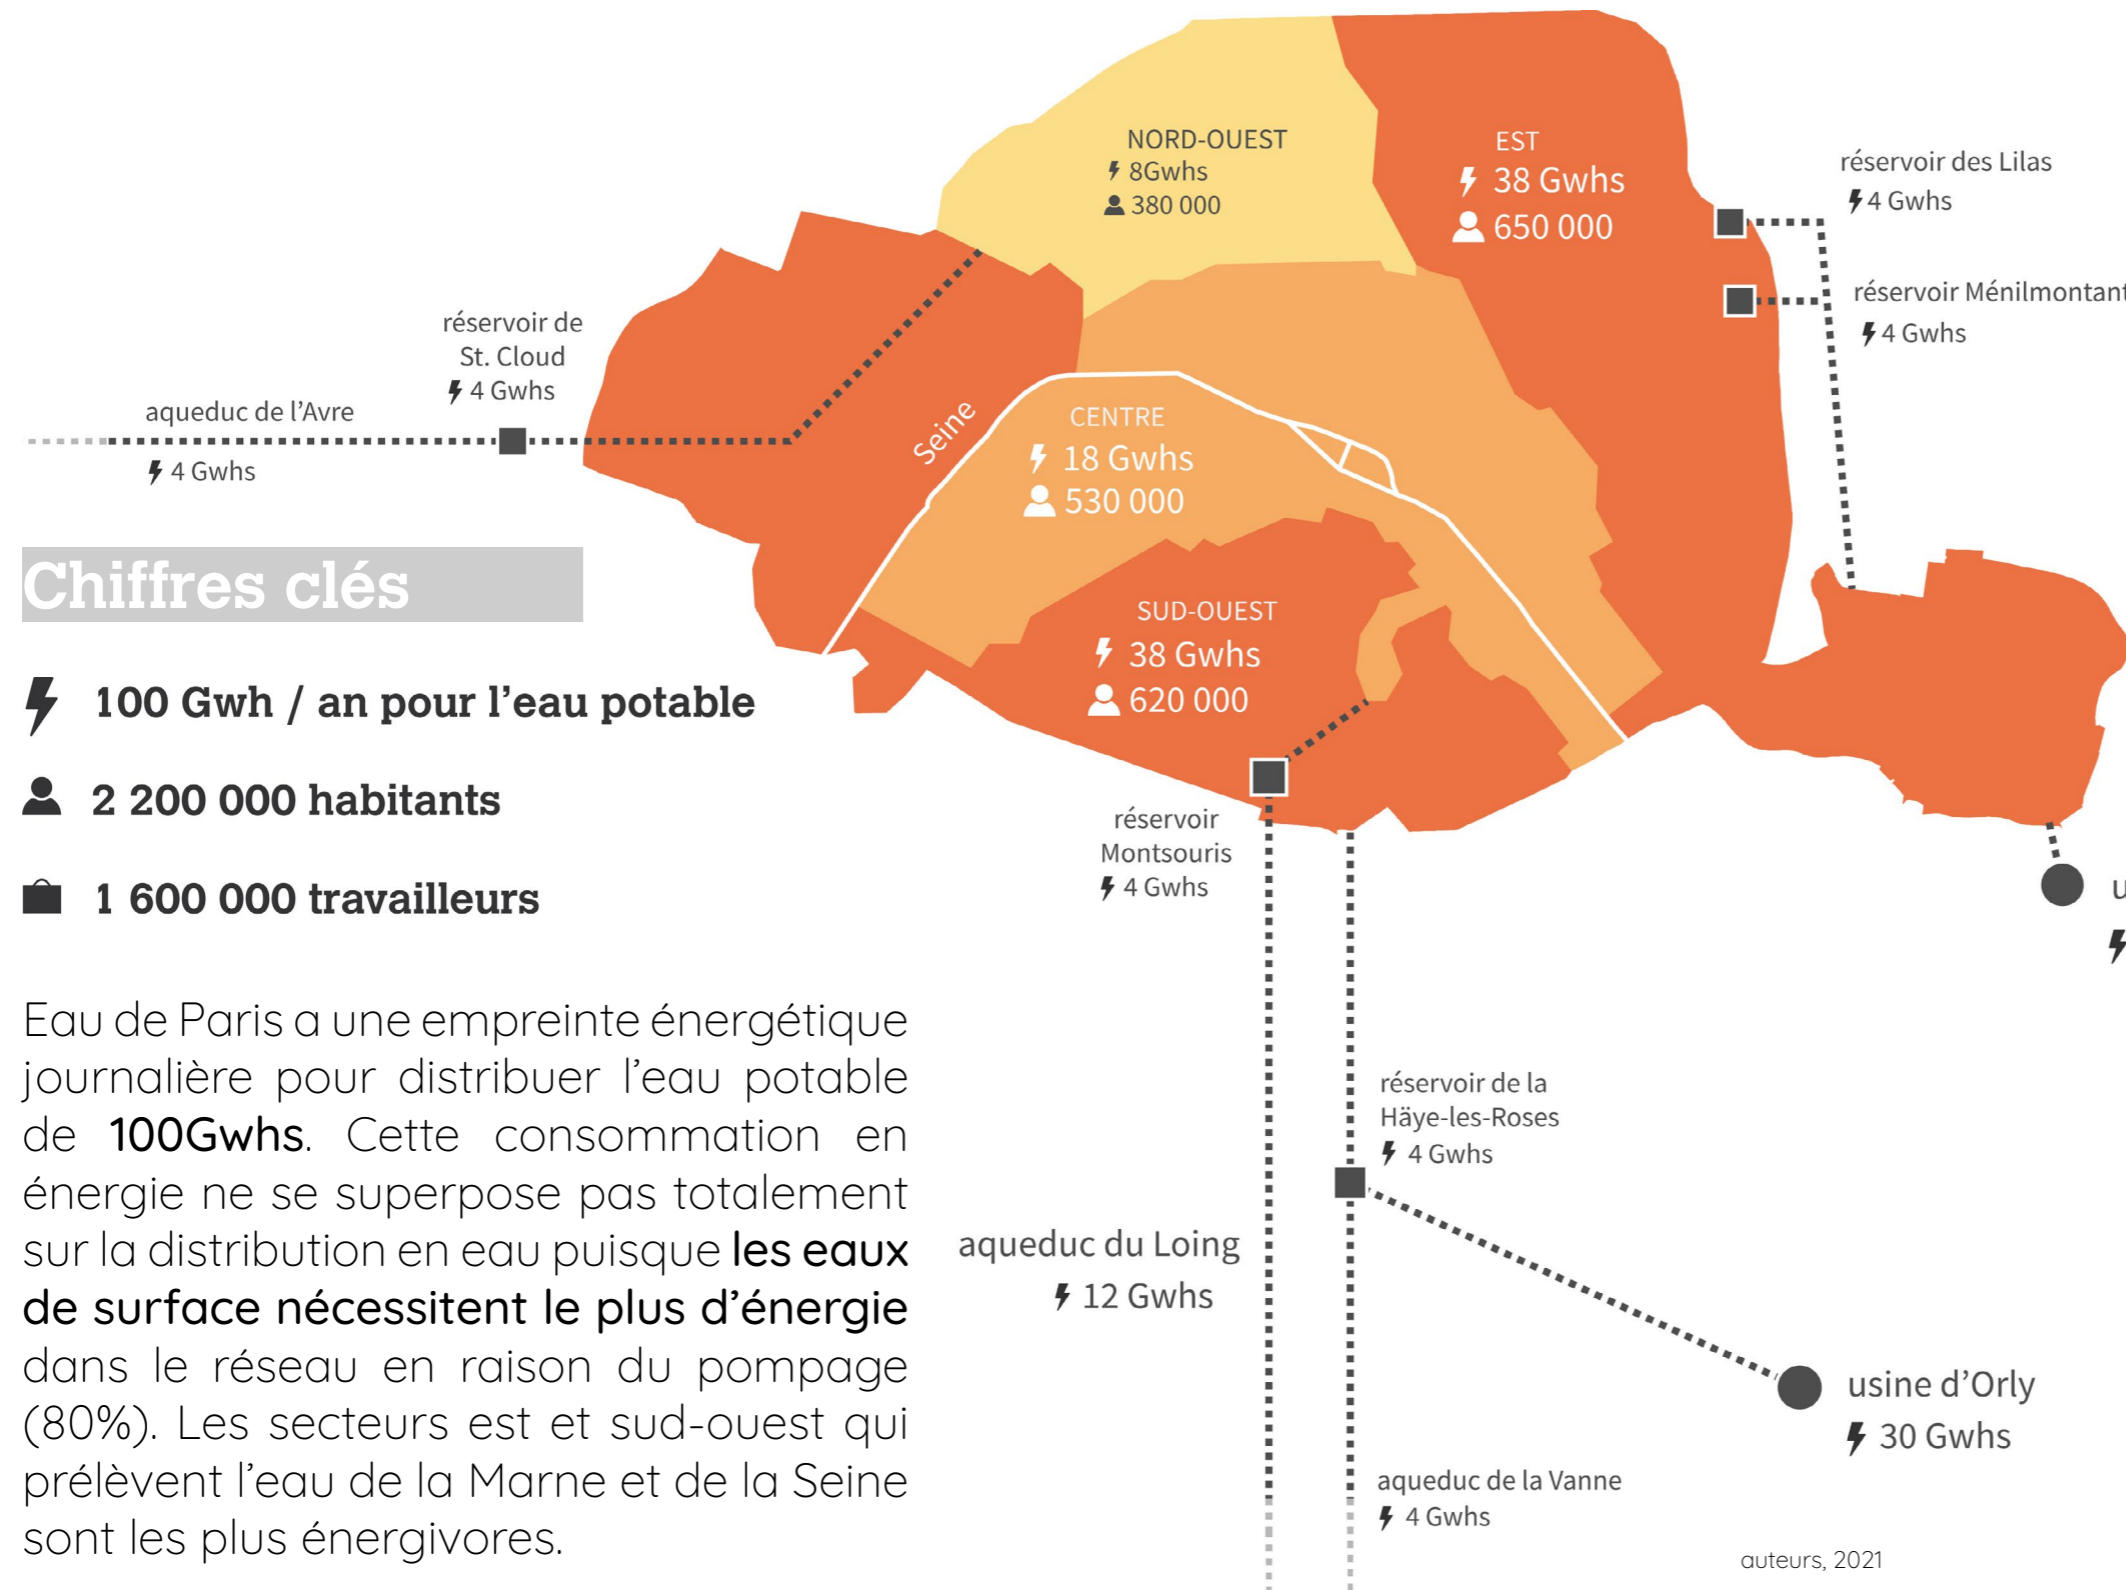 NORD-OUEST
8Gwhs
380 000
EST
38 Gwhs
650 000
réservoir des Lilas
4 Gwhs
réservoir Ménilmontant
4 Gwhs
réservoir de
St. Cloud
4 Gwhs
aqueduc de l'Avre
4 Gwhs
Seine
CENTRE
18 Gwhs
530 000
SUD-OUEST
38 Gwhs
620 000
réservoir
Montsouris
4 Gwhs
Chiffres clés
100 Gwh / an pour l'eau potable
2 200 000 habitants
1 600 000 travailleurs
Eau de Paris a une empreinte énergétique
journalière pour distribuer l'eau potable
de 100Gwhs. Cette consommation en
énergie ne se superpose pas totalement
sur la distribution en eau puisque les eaux
de surface nécessitent le plus d'énergie
dans le réseau en raison du pompage
(80%). Les secteurs est et sud-ouest qui
prélèvent l'eau de la Marne et de la Seine
sont les plus énergivores.
réservoir de la
Häye-les-Roses
4 Gwhs
aqueduc du Loing
12 Gwhs
usine d'Orly
30 Gwhs
aqueduc de la Vanne
4 Gwhs
auteurs, 2021